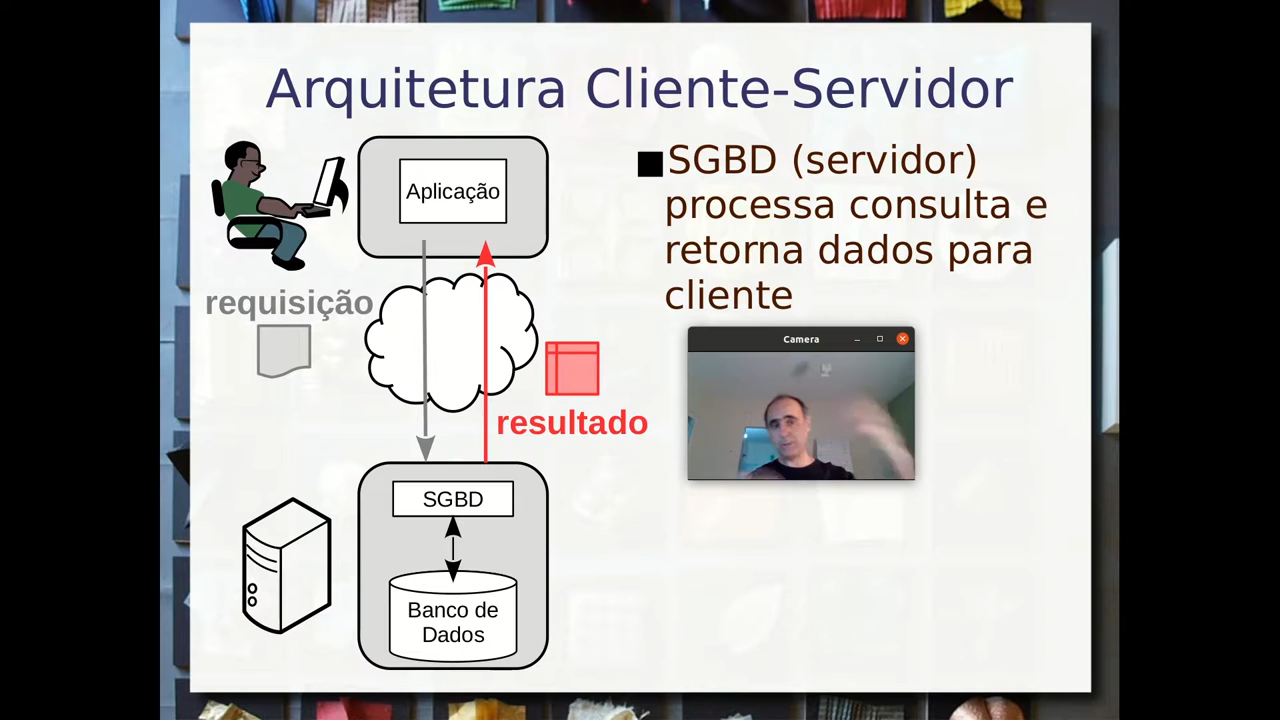 Arquitetura Cliente-Servidor
Aplicação
■SGBD (servidor)
processa consulta e
retorna dados para
cliente
requisição
Camera
resultado
SGBD
Banco de
Dados